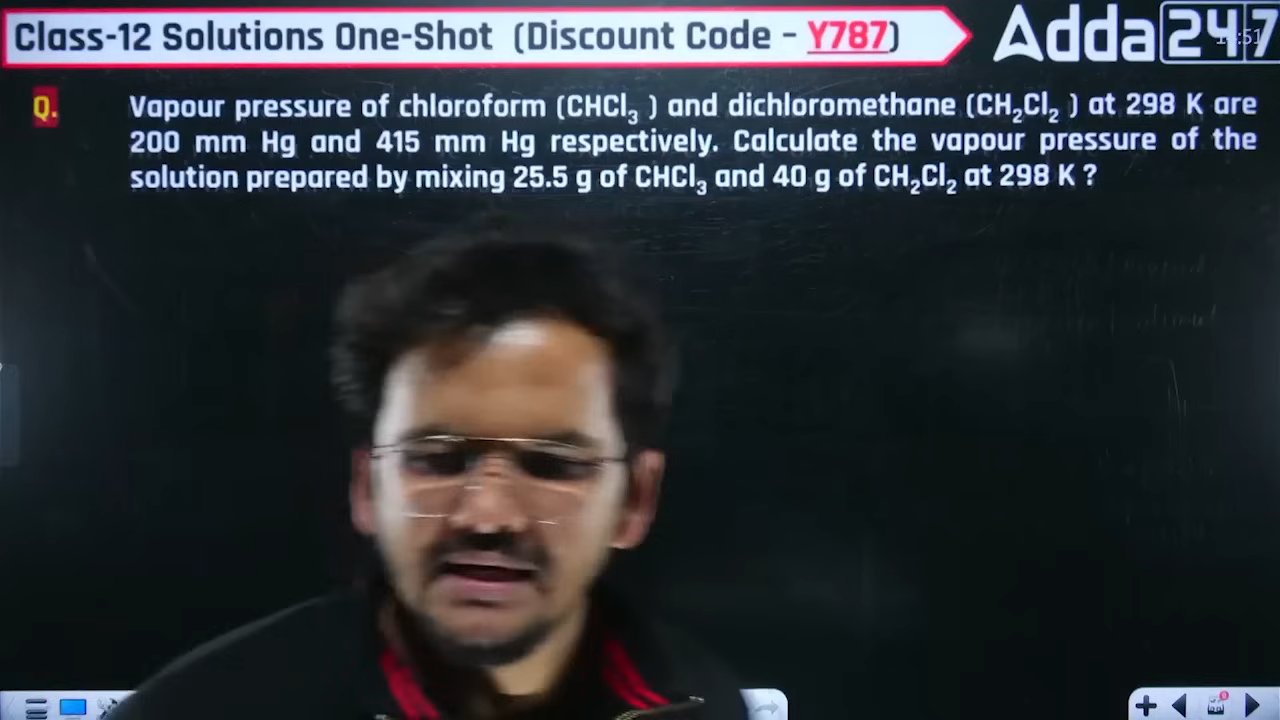 Class-12 Solutions One-Shot (Discount Code - Y787)
Adda247
Q.
Vapour pressure of chloroform (CHCl₃ ) and dichloromethane (CH₂Cl₂ ) at 298 K are
200 mm Hg and 415 mm Hg respectively. Calculate the vapour pressure of the
solution prepared by mixing 25.5 g of CHCl₃ and 40 g of CH₂Cl₂ at 298 K ?